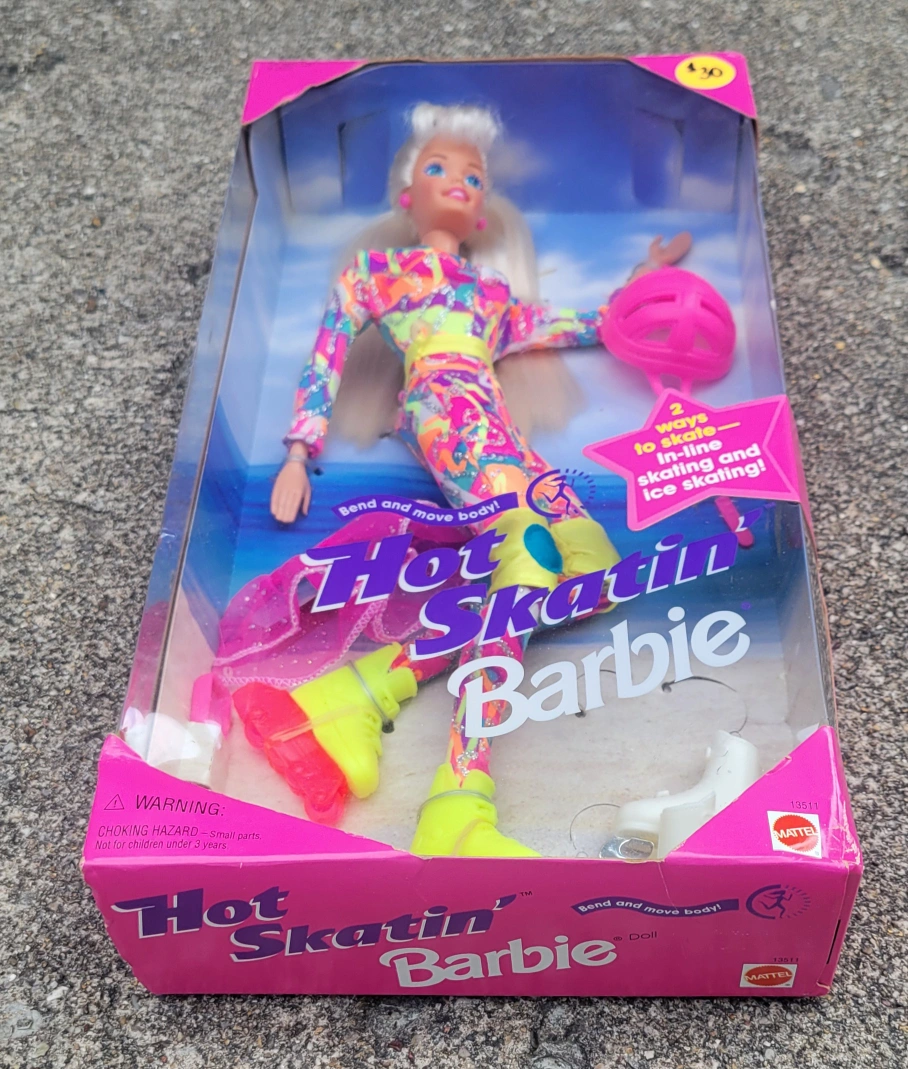 $30
2
ways
to skate—
in-line
skating and
ice skating!
Bend and move body!
Hot
Skatin'
Barbie®
⚠ WARNING:
CHOKING HAZARD—Small parts.
Not for children under 3 years.
13511
MATTEL
Hot
Skatin'™
Barbie® Doll
Bend and move body!
13511
MATTEL